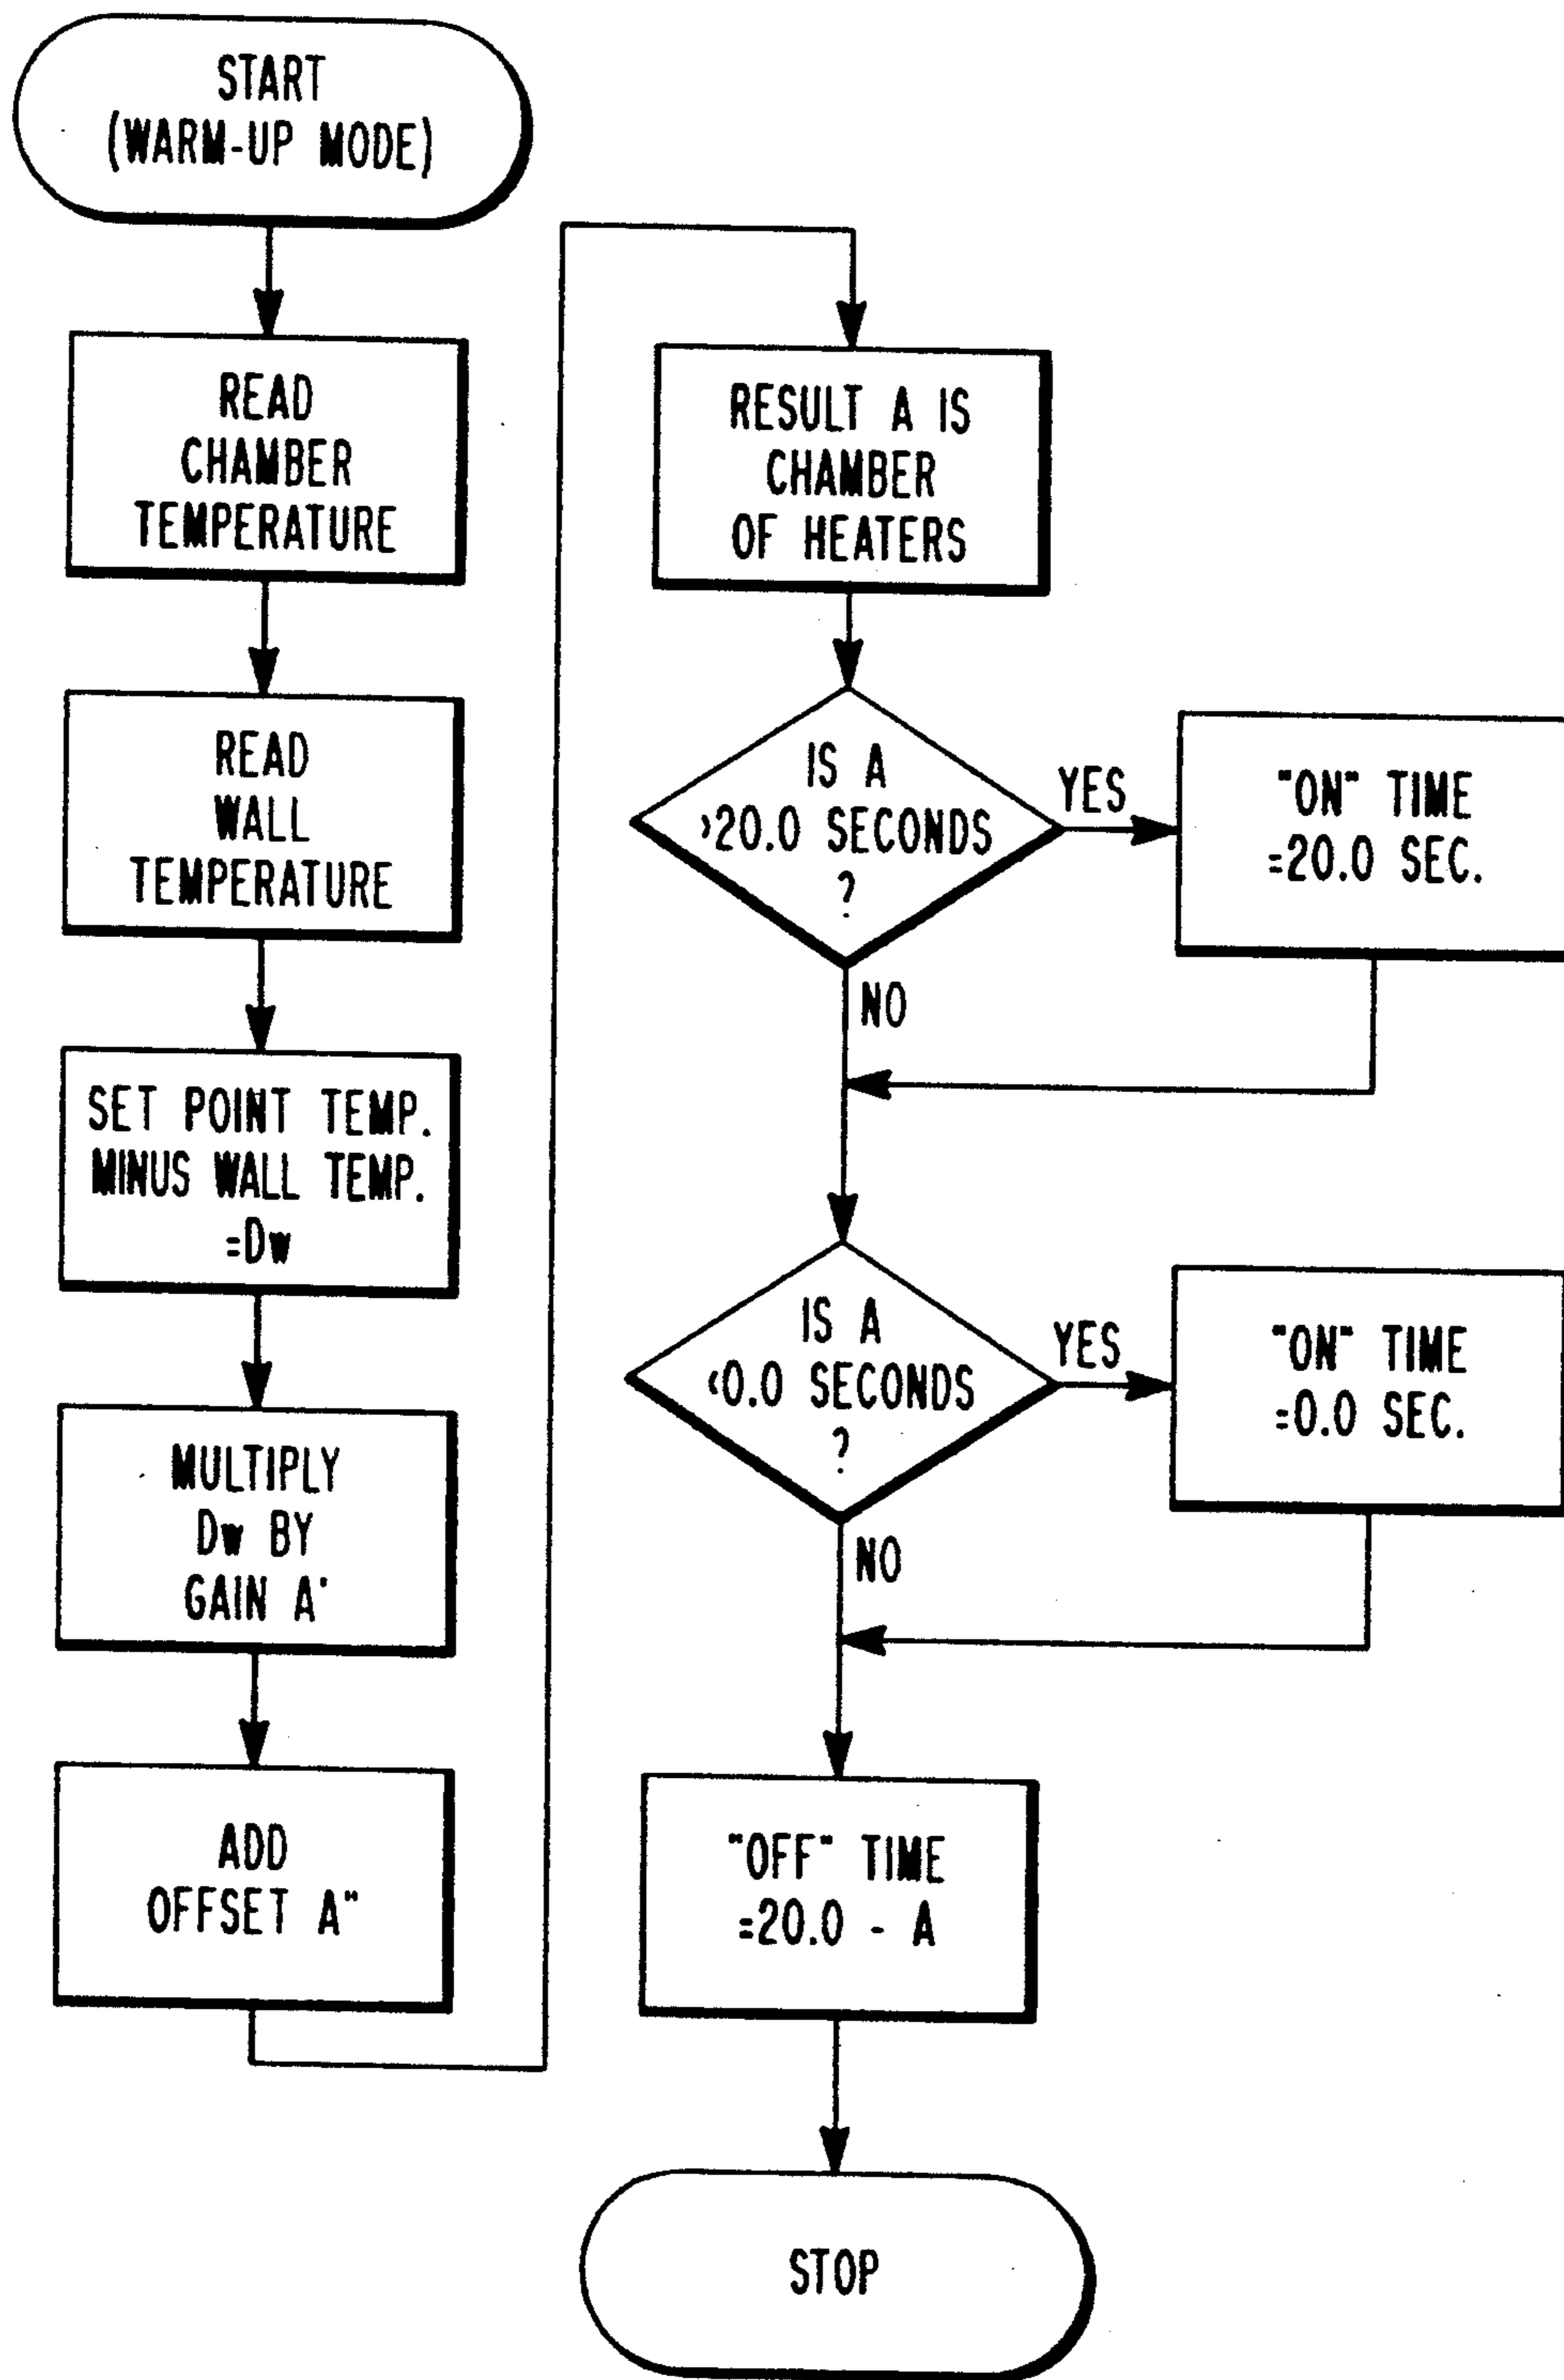 START
(WARM-UP MODE)
READ
CHAMBER
TEMPERATURE
READ
WALL
TEMPERATURE
SET POINT TEMP.
MINUS WALL TEMP.
=Dw
MULTIPLY
Dw BY
GAIN A'
ADD
OFFSET A"
RESULT A IS
CHAMBER
OF HEATERS
IS A
>20.0 SECONDS
?
YES
"ON" TIME
=20.0 SEC.
NO
IS A
<0.0 SECONDS
?
YES
"ON" TIME
=0.0 SEC.
NO
"OFF" TIME
=20.0 - A
STOP